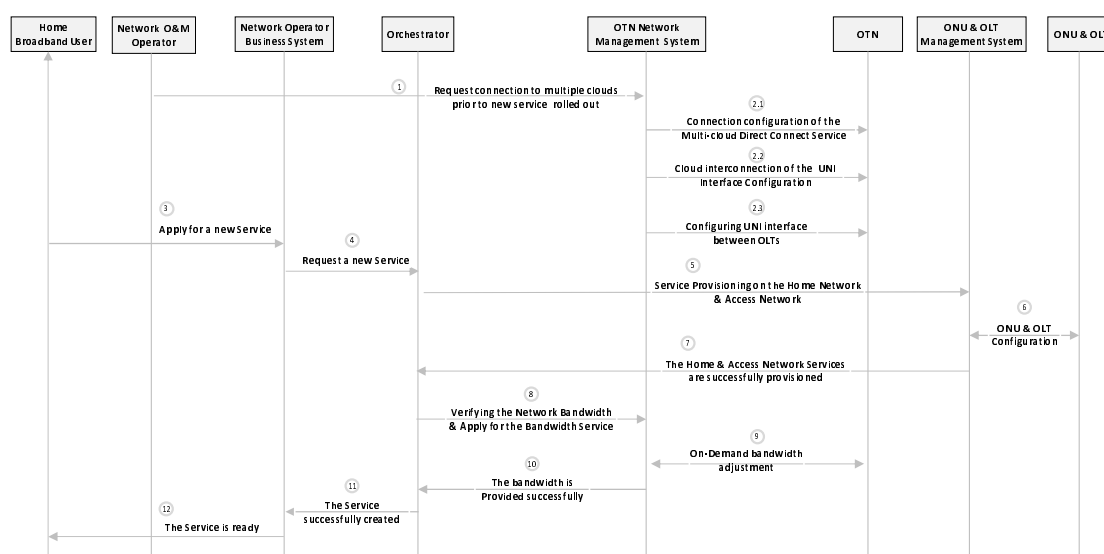 Home
Broadband User
Network O&M
Operator
Network Operator
Business System
Orchestrator
OTN Network
Management System
OTN
ONU & OLT
Management System
ONU & OLT
1
Request connection to multiple clouds
prior to new service rolled out
2.1
Connection configuration of the
Multi-cloud Direct Connect Service
2.2
Cloud interconnection of the UNI
Interface Configuration
2.3
Configuring UNI interface
between OLTs
3
Apply for a new Service
4
Request a new Service
5
Service Provisioning on the Home Network
& Access Network
6
ONU & OLT
Configuration
7
The Home & Access Network Services
are successfully provisioned
8
Verifying the Network Bandwidth
& Apply for the Bandwidth Service
9
On-Demand bandwidth
adjustment
10
The bandwidth is
Provided successfully
11
The Service
successfully created
12
The Service is ready